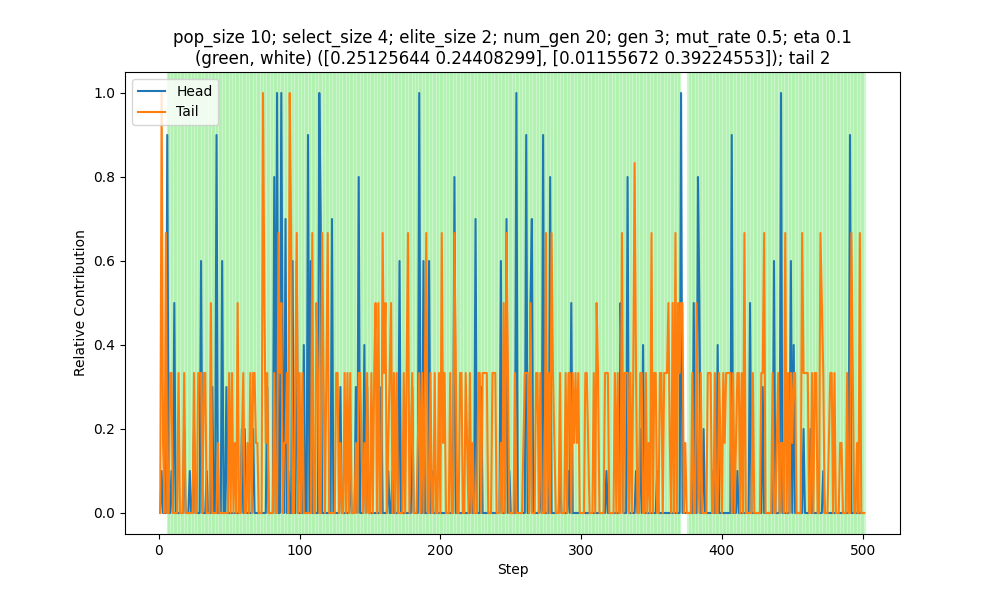 pop_size 10; select_size 4; elite_size 2; num_gen 20; gen 3; mut_rate 0.5; eta 0.1
(green, white) ([0.25125644 0.24408299], [0.01155672 0.39224553]); tail 2
Head
Tail
1.0
0.8
0.6
0.4
0.2
0.0
Relative Contribution
0 100 200 300 400 500
Step